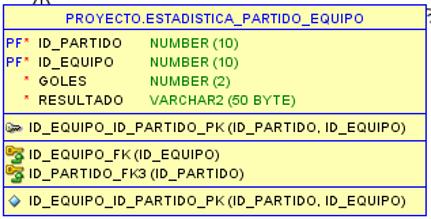 PROYECTO.ESTADISTICA_PARTIDO_EQUIPO
PF* ID_PARTIDO NUMBER (10)
PF* ID_EQUIPO NUMBER (10)
* GOLES NUMBER (2)
* RESULTADO VARCHAR2 (50 BYTE)
ID_EQUIPO_ID_PARTIDO_PK (ID_PARTIDO, ID_EQUIPO)
ID_EQUIPO_FK (ID_EQUIPO)
ID_PARTIDO_FK3 (ID_PARTIDO)
ID_EQUIPO_ID_PARTIDO_PK (ID_PARTIDO, ID_EQUIPO)